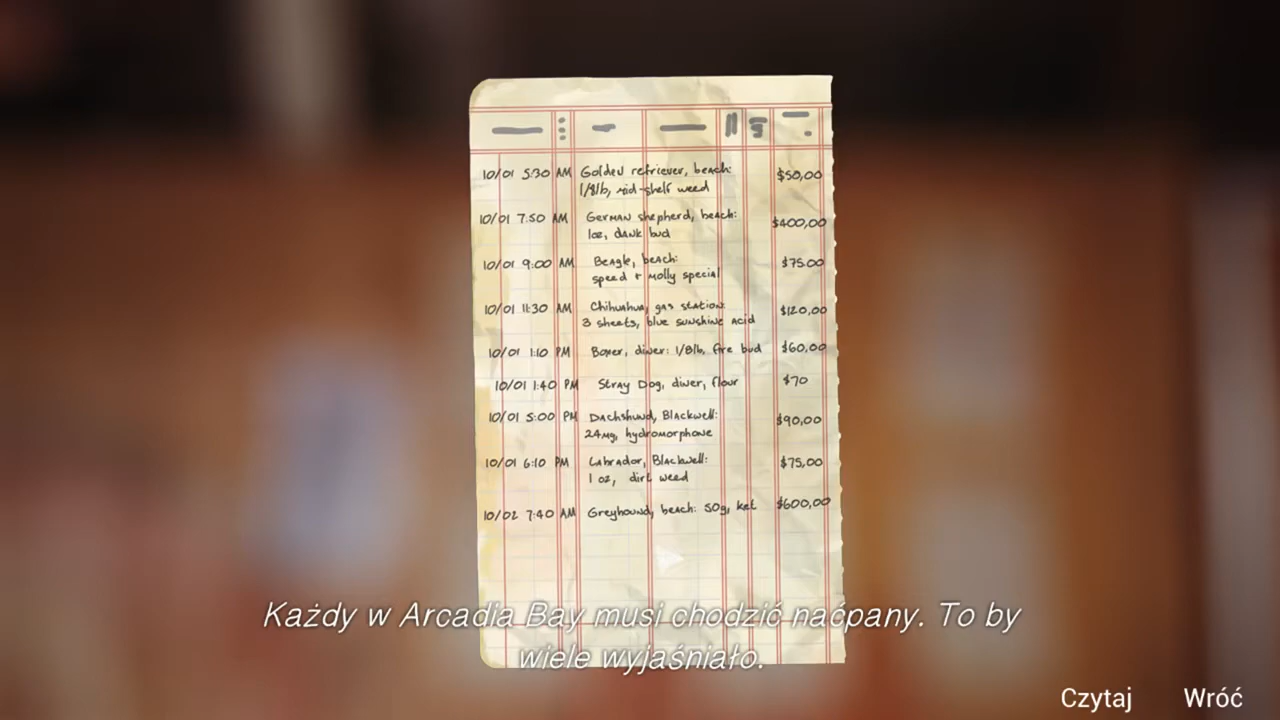 10/01 5:30 AM Golden retriever, beach: $50,00
1/8lb, mid-shelf weed
10/01 7:50 AM German shepherd, beach: $400,00
1oz, dank bud
10/01 9:00 AM Beagle, beach: $75.00
speed + molly special
10/01 11:30 AM Chihuahua, gas station: $120,00
3 sheets, blue sunshine acid
10/01 1:10 PM Boxer, diner: 1/8lb, fire bud $60,00
10/01 1:40 PM Stray Dog, diner, flour $70
10/01 5:00 PM Dachshund, Blackwell: $90,00
24mg, hydromorphone
10/01 6:10 PM Labrador, Blackwell: $75,00
1 oz, dirt weed
10/02 7:40 AM Greyhound, beach: 50g, ket $600,00
Każdy w Arcadia Bay musi chodzić naćpany. To by
wiele wyjaśniało.
Czytaj Wróć